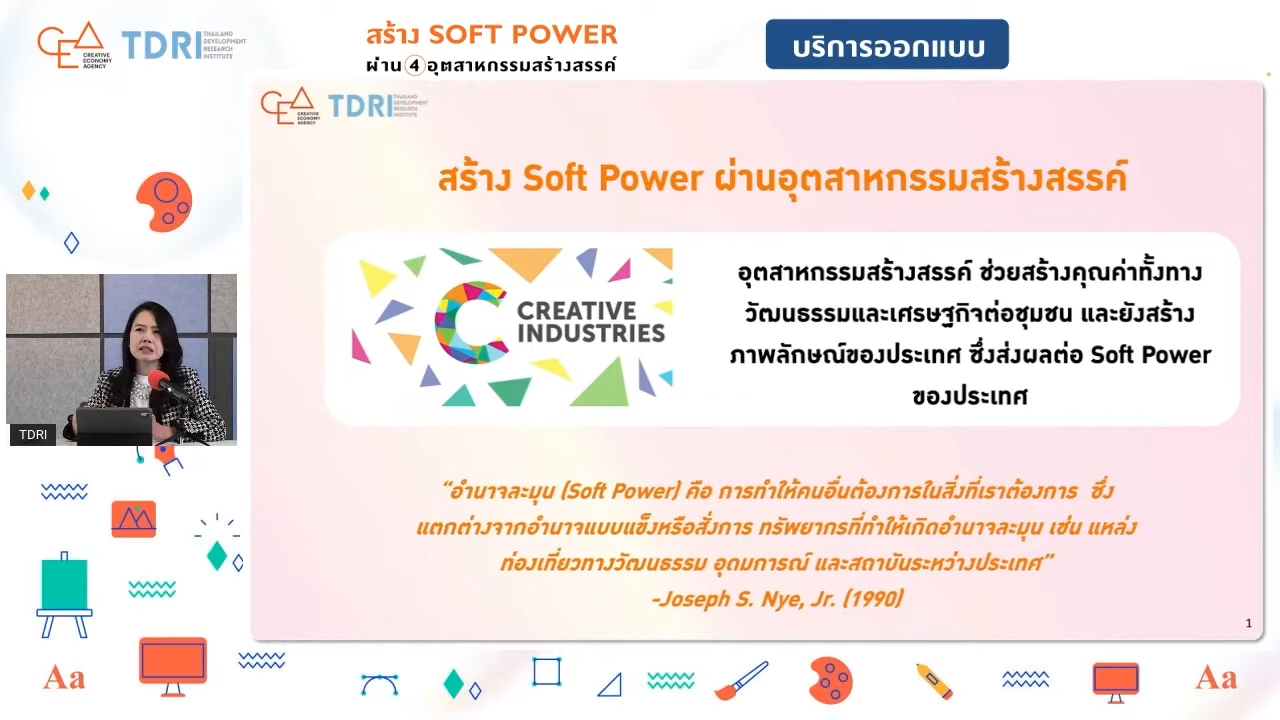 CEA CREATIVE ECONOMY AGENCY
TDRI THAILAND DEVELOPMENT RESEARCH INSTITUTE
สร้าง SOFT POWER
ผ่าน 4 อุตสาหกรรมสร้างสรรค์
บริการออกแบบ
CEA CREATIVE ECONOMY AGENCY
TDRI THAILAND DEVELOPMENT RESEARCH INSTITUTE
สร้าง Soft Power ผ่านอุตสาหกรรมสร้างสรรค์
C CREATIVE
INDUSTRIES
อุตสาหกรรมสร้างสรรค์ ช่วยสร้างคุณค่าทั้งทาง
วัฒนธรรมและเศรษฐกิจต่อชุมชน และยังสร้าง
ภาพลักษณ์ของประเทศ ซึ่งส่งผลต่อ Soft Power
ของประเทศ
“อำนาจละมุน (Soft Power) คือ การทำให้คนอื่นต้องการในสิ่งที่เราต้องการ ซึ่ง
แตกต่างจากอำนาจแบบแข็งหรือสั่งการ ทรัพยากรที่ทำให้เกิดอำนาจละมุน เช่น แหล่ง
ท่องเที่ยวทางวัฒนธรรม อุดมการณ์ และสถาบันระหว่างประเทศ”
-Joseph S. Nye, Jr. (1990)
1
TDRI
Aa
Aa